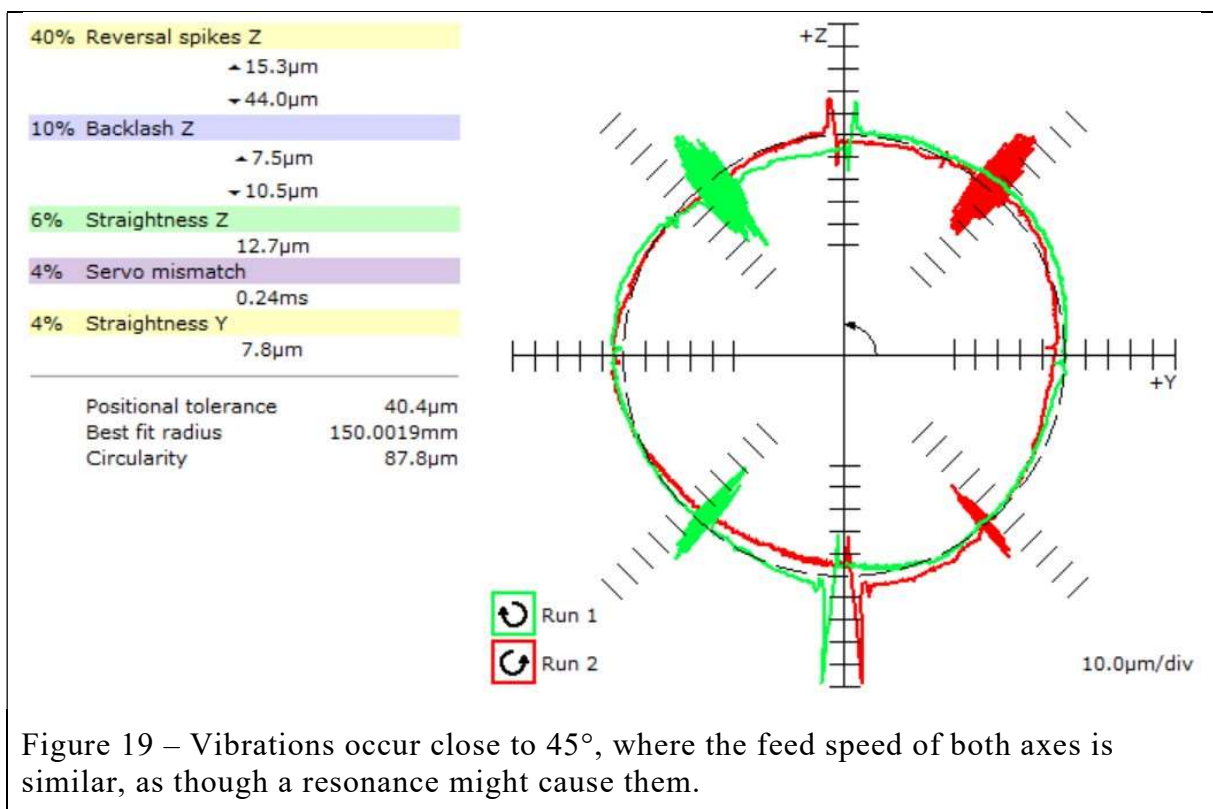 40% Reversal spikes Z
▲15.3µm
▼44.0µm
10% Backlash Z
▲7.5µm
▼10.5µm
6% Straightness Z
12.7µm
4% Servo mismatch
0.24ms
4% Straightness Y
7.8µm
Positional tolerance 40.4µm
Best fit radius 150.0019mm
Circularity 87.8µm
+Z
+Y
Run 1
Run 2
10.0µm/div
Figure 19 – Vibrations occur close to 45°, where the feed speed of both axes is
similar, as though a resonance might cause them.